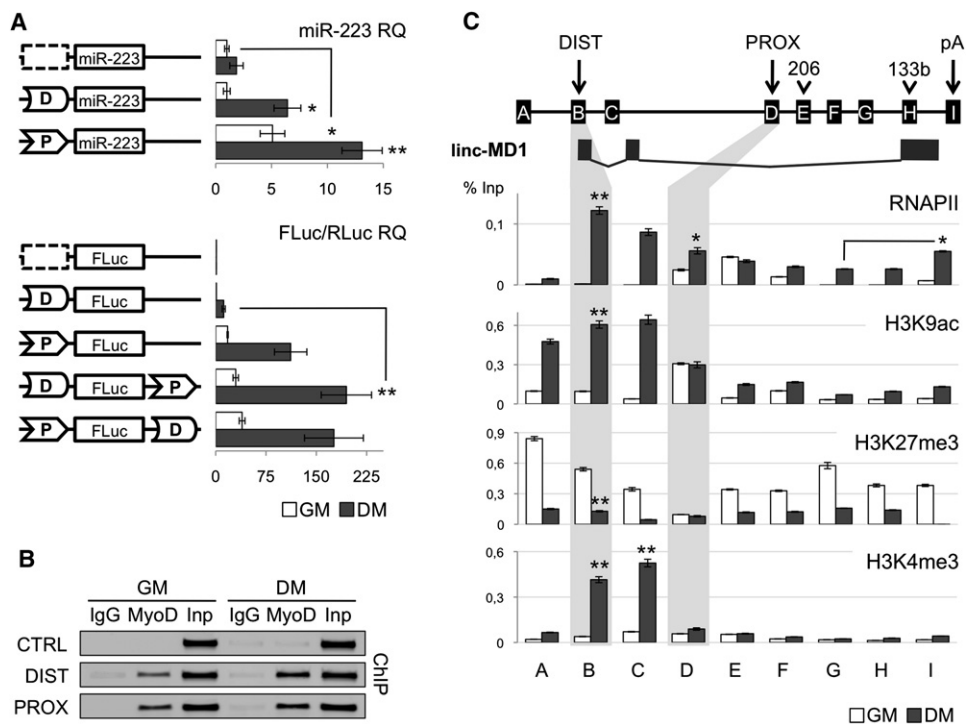 A
miR-223 RQ
miR-223
D miR-223 *
*
P miR-223 **
0 5 10 15
FLuc/RLuc RQ
FLuc
D FLuc
P FLuc
D FLuc P **
P FLuc D
0 75 150 225
GM DM
B
GM DM
IgG MyoD Inp IgG MyoD Inp
CTRL
DIST
PROX
ChIP
C
DIST PROX pA
206 133b
A B C D E F G H I
linc-MD1
% Inp
RNAPII
** * *
0,1
0
H3K9ac
**
0,6
0,3
0
H3K27me3
**
0,9
0,6
0,3
0
H3K4me3
** **
0,6
0,3
0
A B C D E F G H I
GM DM